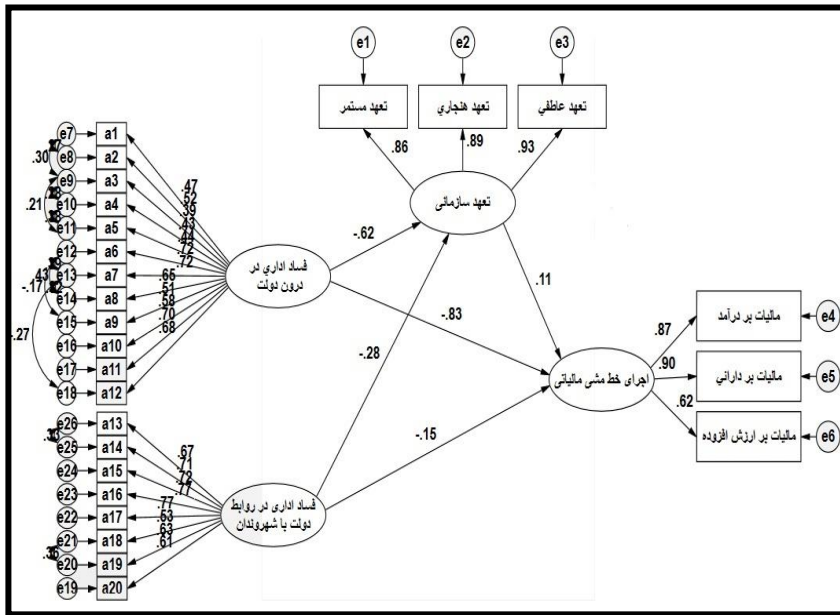 e1
e2
e3
تعهد مستمر
تعهد هنجاري
تعهد عاطفي
.86
.89
.93
تعهد سازمانی
e7
a1
e8
a2
.30
e9
a3
e10
a4
.21
e11
a5
e12
a6
e13
a7
-.17
e14
a8
e15
a9
e16
a10
-.27
e17
a11
e18
a12
.47
.52
.39
.43
.44
.72
.72
.65
.51
.58
.70
.68
فساد اداری در
درون دولت
-.62
-.83
.11
-.28
-.15
اجرای خط مشی مالیاتی
.87
.90
.62
ماليات بر درآمد
e4
ماليات بر دارائي
e5
ماليات بر ارزش افزوده
e6
e26
a13
e25
a14
e24
a15
e23
a16
e22
a17
e21
a18
e20
a19
e19
a20
.67
.71
.72
.77
.77
.63
.63
.61
فساد اداری در روابط
دولت با شهروندان